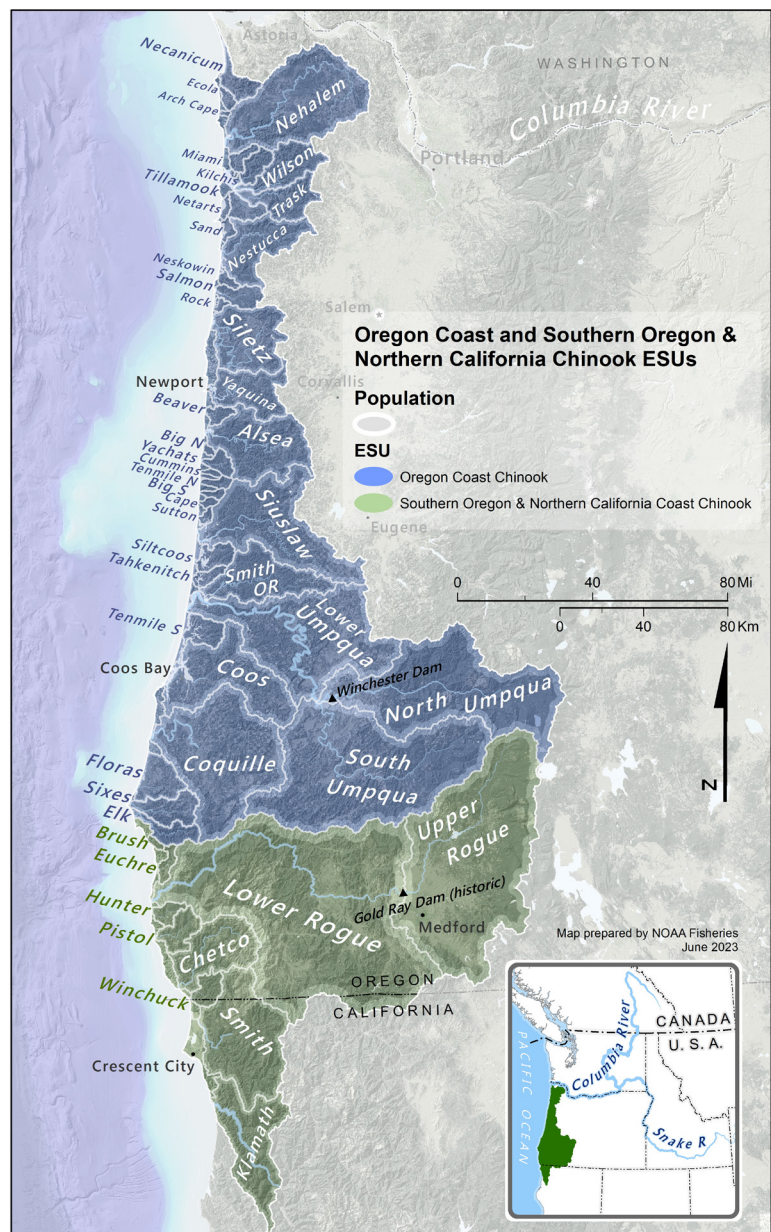 Astoria
WASHINGTON
Columbia River
Portland
Necanicum
Ecola
Arch Cape
Nehalem
Miami
Kilchis
Wilson
Tillamook
Trask
Netarts
Sand
Nestucca
Neskowin
Salmon
Rock
Salem
Siletz
Oregon Coast and Southern Oregon &
Northern California Chinook ESUs
Population
ESU
Oregon Coast Chinook
Southern Oregon & Northern California Coast Chinook
Newport
Corvallis
Yaquina
Beaver
Alsea
Big N
Yachats
Cummins
Tenmile N
Big S
Cape
Sutton
Siuslaw
Eugene
Siltcoos
Tahkenitch
Smith
OR
Lower
Umpqua
0 40 80 Mi
0 40 80 Km
Tenmile S
Coos Bay
Coos
Winchester Dam
North Umpqua
Coquille
South
Umpqua
N
Floras
Sixes
Elk
Brush
Euchre
Upper
Rogue
Lower Rogue
Gold Ray Dam (historic)
Medford
Hunter
Pistol
Chetco
Map prepared by NOAA Fisheries
June 2023
Winchuck
OREGON
CALIFORNIA
Smith
Crescent City
Klamath
CANADA
U. S. A.
PACIFIC OCEAN
Columbia River
Snake R